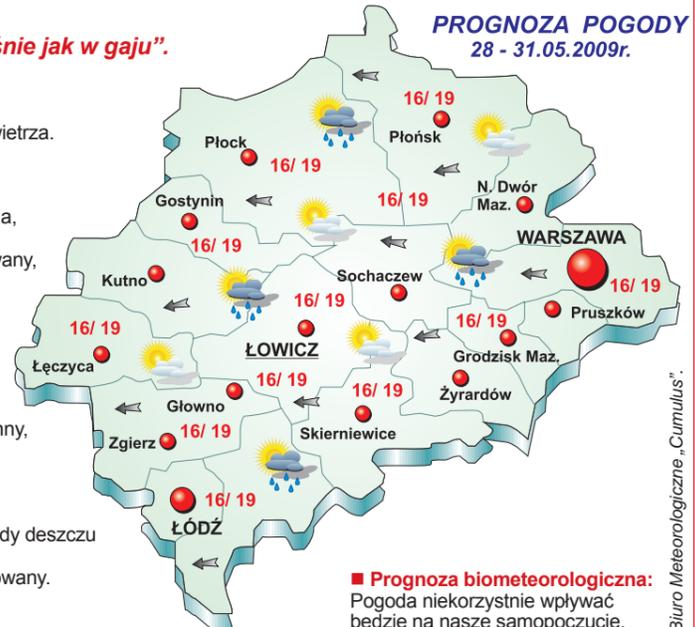 PROGNOZA POGODY
28 - 31.05.2009r.
śnie jak w gaju”.
ietrza.
a,
wany,
nny,
dy deszczu
owany.
16/ 19
Płońsk
Płock
16/ 19
16/ 19
N. Dwór
Maz.
Gostynin
16/ 19
WARSZAWA
16/ 19
Kutno
Sochaczew
16/ 19
Pruszków
16/ 19
16/ 19
ŁOWICZ
Grodzisk Maz.
Łęczyca
16/ 19
16/ 19
Żyrardów
Głowno
Zgierz
16/ 19
Skierniewice
16/ 19
ŁÓDŹ
Biuro Meteorologiczne „Cumulus”.
■ Prognoza biometeorologiczna:
Pogoda niekorzystnie wpływać
będzie na nasze samopoczucie.